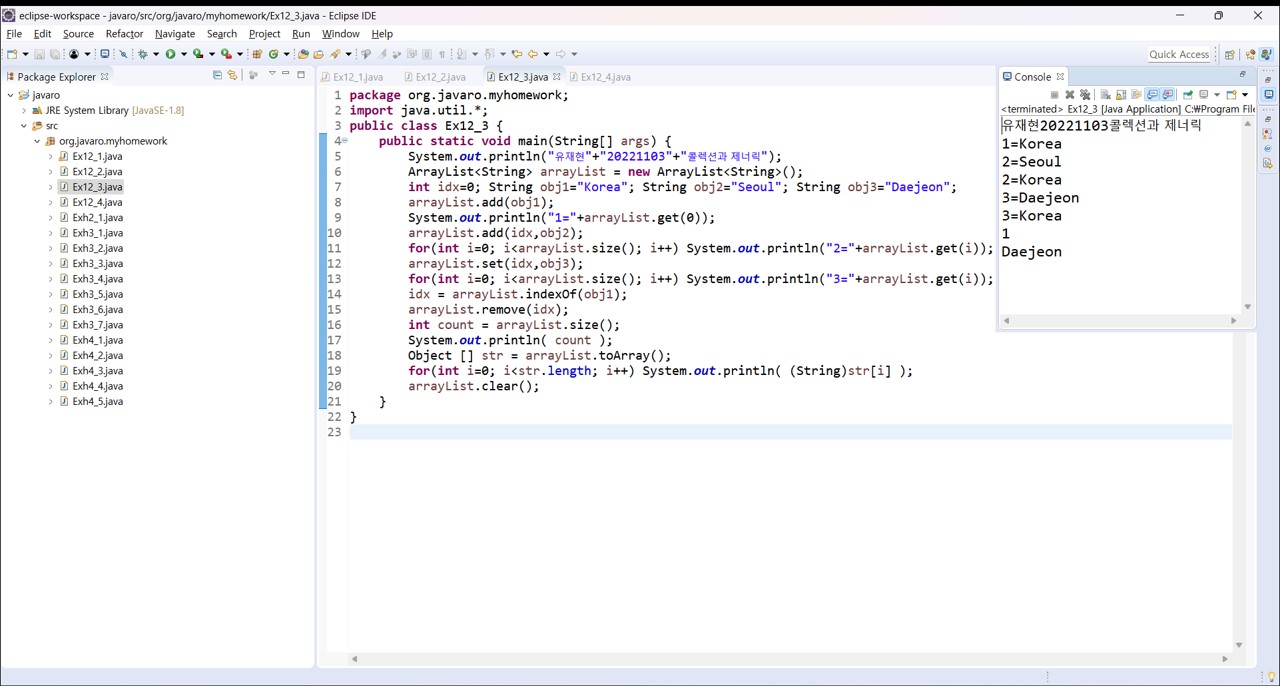 eclipse-workspace - javaro/src/org/javaro/myhomework/Ex12_3.java - Eclipse IDE
File Edit Source Refactor Navigate Search Project Run Window Help
Quick Access
Package Explorer
javaro
JRE System Library [JavaSE-1.8]
src
org.javaro.myhomework
Ex12_1.java
Ex12_2.java
Ex12_3.java
Ex12_4.java
Exh2_1.java
Exh3_1.java
Exh3_2.java
Exh3_3.java
Exh3_4.java
Exh3_5.java
Exh3_6.java
Exh3_7.java
Exh4_1.java
Exh4_2.java
Exh4_3.java
Exh4_4.java
Exh4_5.java
Ex12_1.java Ex12_2.java Ex12_3.java Ex12_4.java
1 package org.javaro.myhomework;
2 import java.util.*;
3 public class Ex12_3 {
4 public static void main(String[] args) {
5 System.out.println("유재현"+"20221103"+"콜렉션과 제너릭");
6 ArrayList<String> arrayList = new ArrayList<String>();
7 int idx=0; String obj1="Korea"; String obj2="Seoul"; String obj3="Daejeon";
8 arrayList.add(obj1);
9 System.out.println("1="+arrayList.get(0));
10 arrayList.add(idx,obj2);
11 for(int i=0; i<arrayList.size(); i++) System.out.println("2="+arrayList.get(i));
12 arrayList.set(idx,obj3);
13 for(int i=0; i<arrayList.size(); i++) System.out.println("3="+arrayList.get(i));
14 idx = arrayList.indexOf(obj1);
15 arrayList.remove(idx);
16 int count = arrayList.size();
17 System.out.println( count );
18 Object [] str = arrayList.toArray();
19 for(int i=0; i<str.length; i++) System.out.println( (String)str[i] );
20 arrayList.clear();
21 }
22 }
23
Console
<terminated> Ex12_3 [Java Application] C:₩Program File
유재현20221103콜렉션과 제너릭
1=Korea
2=Seoul
2=Korea
3=Daejeon
3=Korea
1
Daejeon